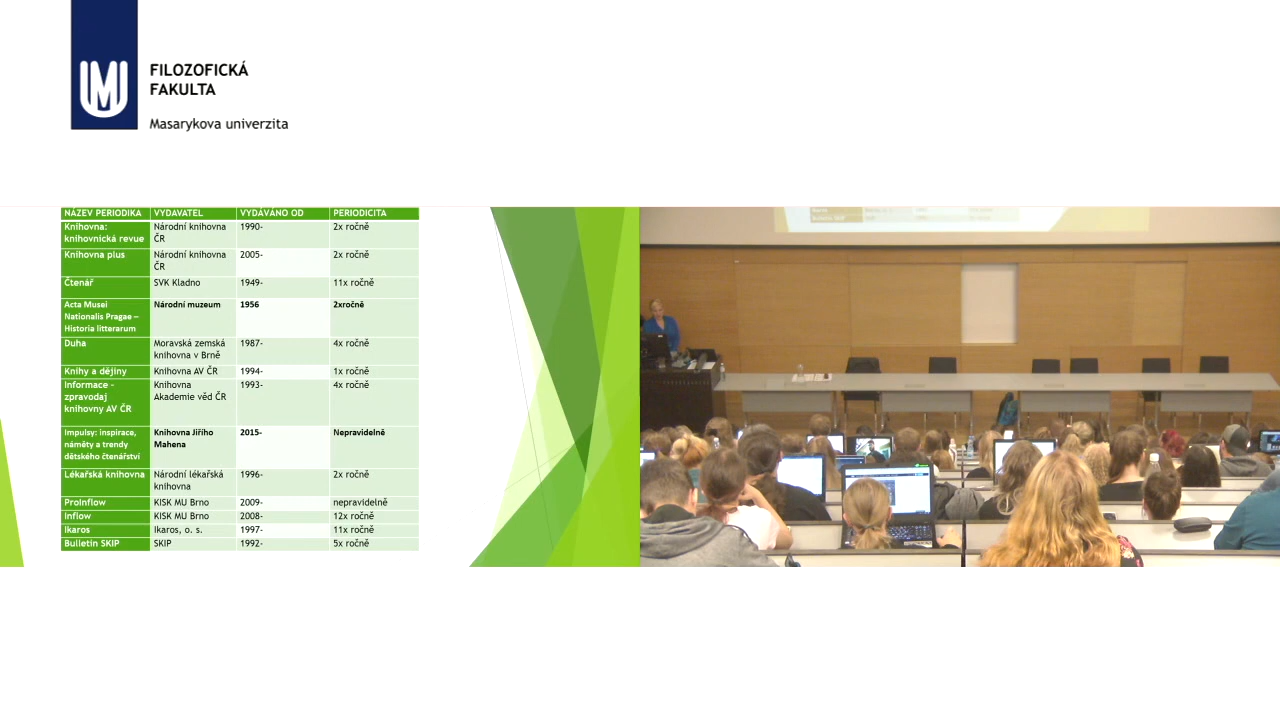 FILOZOFICKÁ
FAKULTA
Masarykova univerzita
NÁZEV PERIODIKA VYDAVATEL VYDÁVÁNO OD PERIODICITA
Knihovna: Národní knihovna 1990- 2x ročně
knihovnická revue ČR
Knihovna plus Národní knihovna 2005- 2x ročně
ČR
Čtenář SVK Kladno 1949- 11x ročně
Acta Musei Národní muzeum 1956 2xročně
Nationalis Pragae –
Historia litterarum
Duha Moravská zemská 1987- 4x ročně
knihovna v Brně
Knihy a dějiny Knihovna AV ČR 1994- 1x ročně
Informace – Knihovna 1993- 4x ročně
zpravodaj Akademie věd ČR
knihovny AV ČR
Impulsy: inspirace, Knihovna Jiřího 2015- Nepravidelně
náměty a trendy Mahena
dětského čtenářství
Lékařská knihovna Národní lékařská 1996- 2x ročně
knihovna
ProInflow KISK MU Brno 2009- nepravidelně
Inflow KISK MU Brno 2008- 12x ročně
Ikaros Ikaros, o. s. 1997- 11x ročně
Bulletin SKIP SKIP 1992- 5x ročně